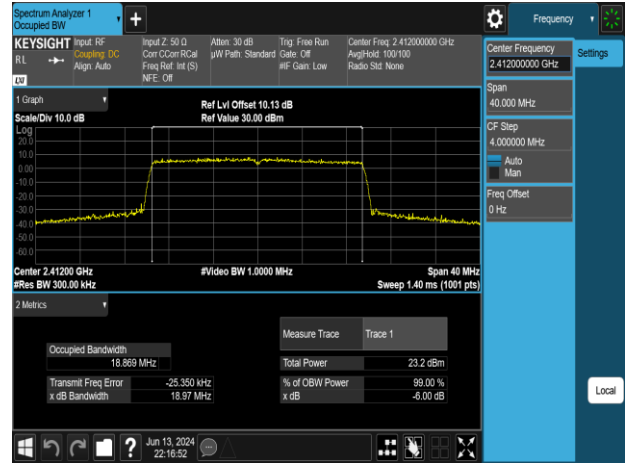 Spectrum Analyzer 1
Occupied BW
Frequency
KEYSIGHT
RL
LXI
Input: RF
Coupling: DC
Align: Auto
Input Z: 50 Ω
Corr CCorr RCal
Freq Ref: Int (S)
NFE: Off
Atten: 30 dB
µW Path: Standard
Trig: Free Run
Gate: Off
#IF Gain: Low
Center Freq: 2.412000000 GHz
Avg|Hold: 100/100
Radio Std: None
Center Frequency
2.412000000 GHz
Settings
Span
40.000 MHz
CF Step
4.000000 MHz
Auto
Man
Freq Offset
0 Hz
Local
1 Graph
Scale/Div 10.0 dB
Ref Lvl Offset 10.13 dB
Ref Value 30.00 dBm
Log
20.0
10.0
0.00
-10.0
-20.0
-30.0
-40.0
-50.0
-60.0
Center 2.41200 GHz
#Video BW 1.0000 MHz
Span 40 MHz
#Res BW 300.00 kHz
Sweep 1.40 ms (1001 pts)
2 Metrics
Measure Trace Trace 1
Occupied Bandwidth
18.869 MHz
Total Power 23.2 dBm
Transmit Freq Error -25.350 kHz
% of OBW Power 99.00 %
x dB Bandwidth 18.97 MHz
x dB -6.00 dB
?
Jun 13, 2024
22:16:52